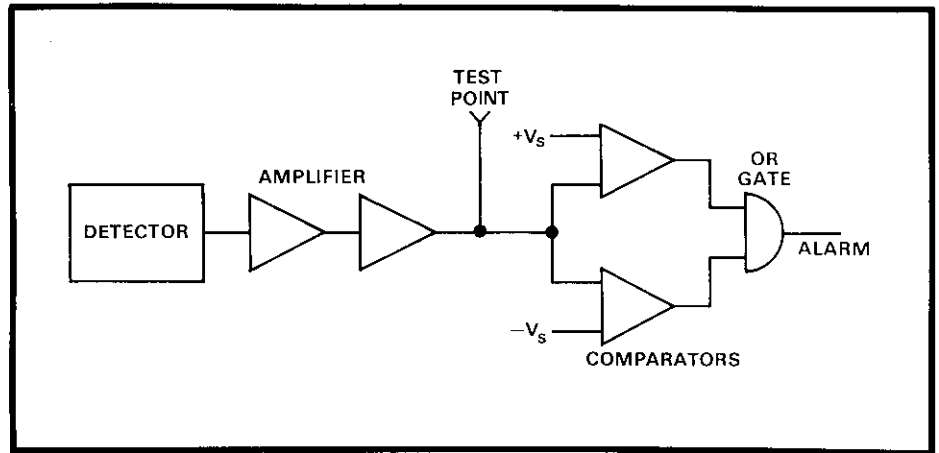 TEST
POINT
+Vs
OR
GATE
AMPLIFIER
DETECTOR
ALARM
−Vs
COMPARATORS